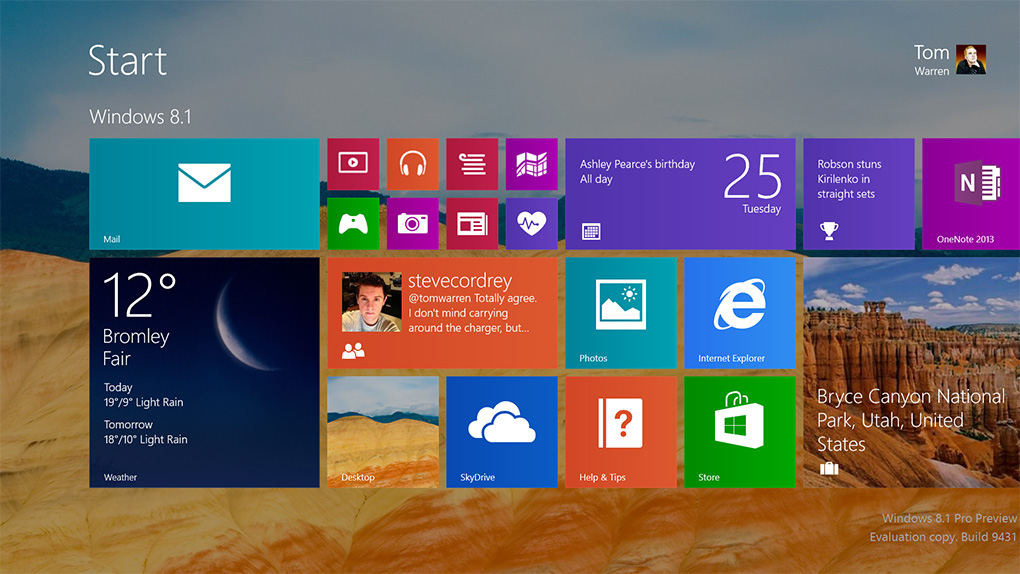 Start
Tom
Warren
Windows 8.1
Mail
Ashley Pearce's birthday
All day
25
Tuesday
Robson stuns
Kirilenko in
straight sets
N
OneNote 2013
12°
Bromley
Fair
Today
19°/9° Light Rain
Tomorrow
18°/10° Light Rain
Weather
stevecordrey
@tomwarren Totally agree.
I don't mind carrying
around the charger, but...
Photos
Internet Explorer
Desktop
SkyDrive
?
Help & Tips
Store
Bryce Canyon National
Park, Utah, United
States
Windows 8.1 Pro Preview
Evaluation copy. Build 9431